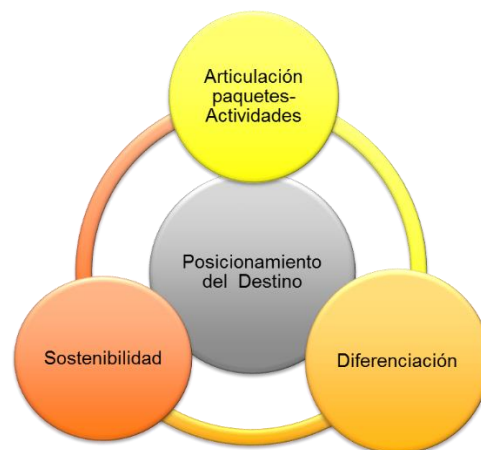 Articulación
paquetes-
Actividades
Posicionamiento
del Destino
Sostenibilidad
Diferenciación